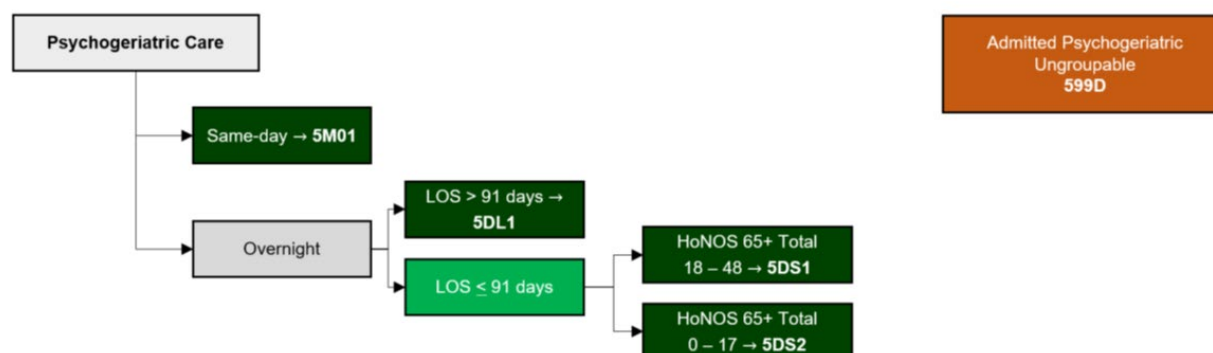 Psychogeriatric Care
Admitted Psychogeriatric
Ungroupable
599D
Same-day → 5M01
LOS > 91 days →
5DL1
Overnight
HoNOS 65+ Total
18 – 48 → 5DS1
LOS ≤ 91 days
HoNOS 65+ Total
0 – 17 → 5DS2